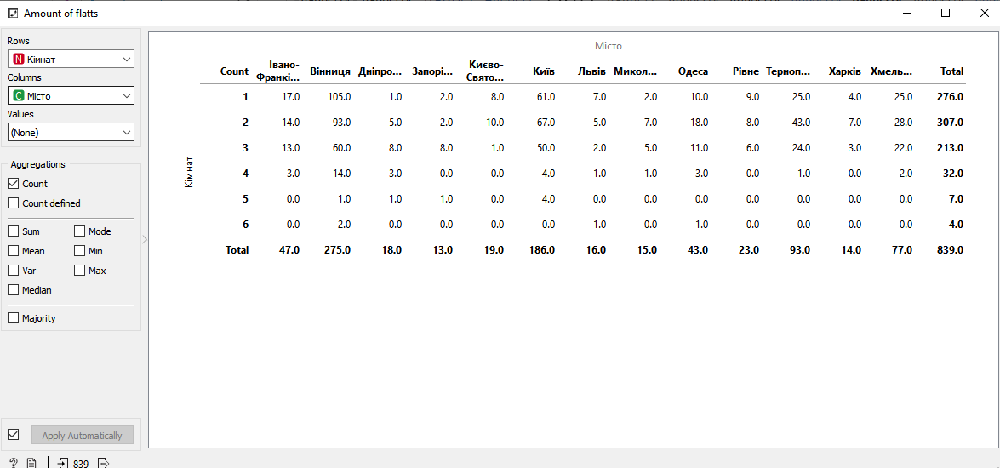 Amount of flatts
Rows
N Кімнат
Columns
C Місто
Values
(None)
Aggregations
Count
Count defined
Sum
Mode
Mean
Min
Var
Max
Median
Majority
Apply Automatically
? 839
Місто
Кімнат
Count Івано-Франкі... Вінниця Дніпро... Запорі... Києво-Свято... Київ Львів Микол... Одеса Рівне Терноп... Харків Хмель... Total
1 17.0 105.0 1.0 2.0 8.0 61.0 7.0 2.0 10.0 9.0 25.0 4.0 25.0 276.0
2 14.0 93.0 5.0 2.0 10.0 67.0 5.0 7.0 18.0 8.0 43.0 7.0 28.0 307.0
3 13.0 60.0 8.0 8.0 1.0 50.0 2.0 5.0 11.0 6.0 24.0 3.0 22.0 213.0
4 3.0 14.0 3.0 0.0 0.0 4.0 1.0 1.0 3.0 0.0 1.0 0.0 2.0 32.0
5 0.0 1.0 1.0 1.0 0.0 4.0 0.0 0.0 0.0 0.0 0.0 0.0 0.0 7.0
6 0.0 2.0 0.0 0.0 0.0 0.0 1.0 0.0 1.0 0.0 0.0 0.0 0.0 4.0
Total 47.0 275.0 18.0 13.0 19.0 186.0 16.0 15.0 43.0 23.0 93.0 14.0 77.0 839.0